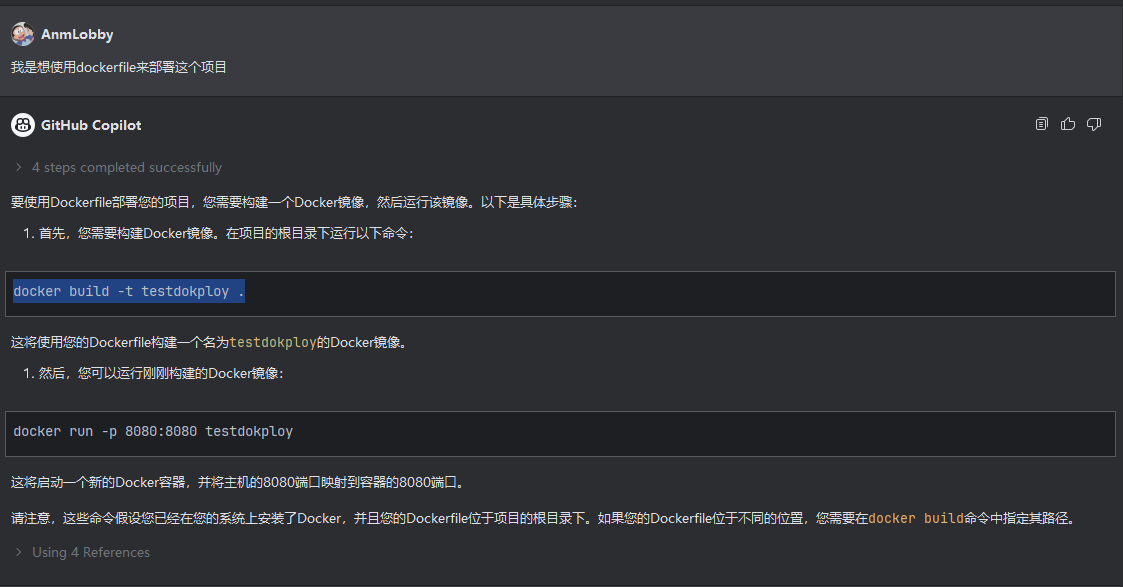 AnmLobby
我是想使用dockerfile来部署这个项目
GitHub Copilot
4 steps completed successfully
要使用Dockerfile部署您的项目，您需要构建一个Docker镜像，然后运行该镜像。以下是具体步骤：
1. 首先，您需要构建Docker镜像。在项目的根目录下运行以下命令：
docker build -t testdokploy .
这将使用您的Dockerfile构建一个名为testdokploy的Docker镜像。
1. 然后，您可以运行刚刚构建的Docker镜像：
docker run -p 8080:8080 testdokploy
这将启动一个新的Docker容器，并将主机的8080端口映射到容器的8080端口。
请注意，这些命令假设您已经在您的系统上安装了Docker，并且您的Dockerfile位于项目的根目录下。如果您的Dockerfile位于不同的位置，您需要在docker build命令中指定其路径。
Using 4 References